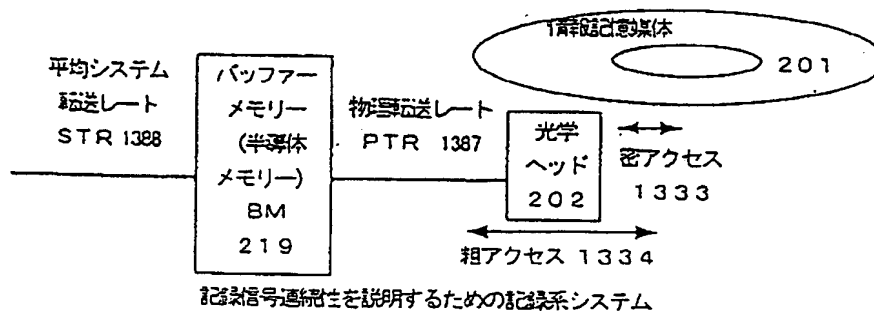 情報記憶媒体
201
平均システム
転送レート
STR 1388
バッファー
メモリー
(半導体
メモリー)
BM
219
物理転送レート
PTR 1387
光学
ヘッド
202
密アクセス
1333
粗アクセス 1334
記録信号連続性を説明するための記録系システム